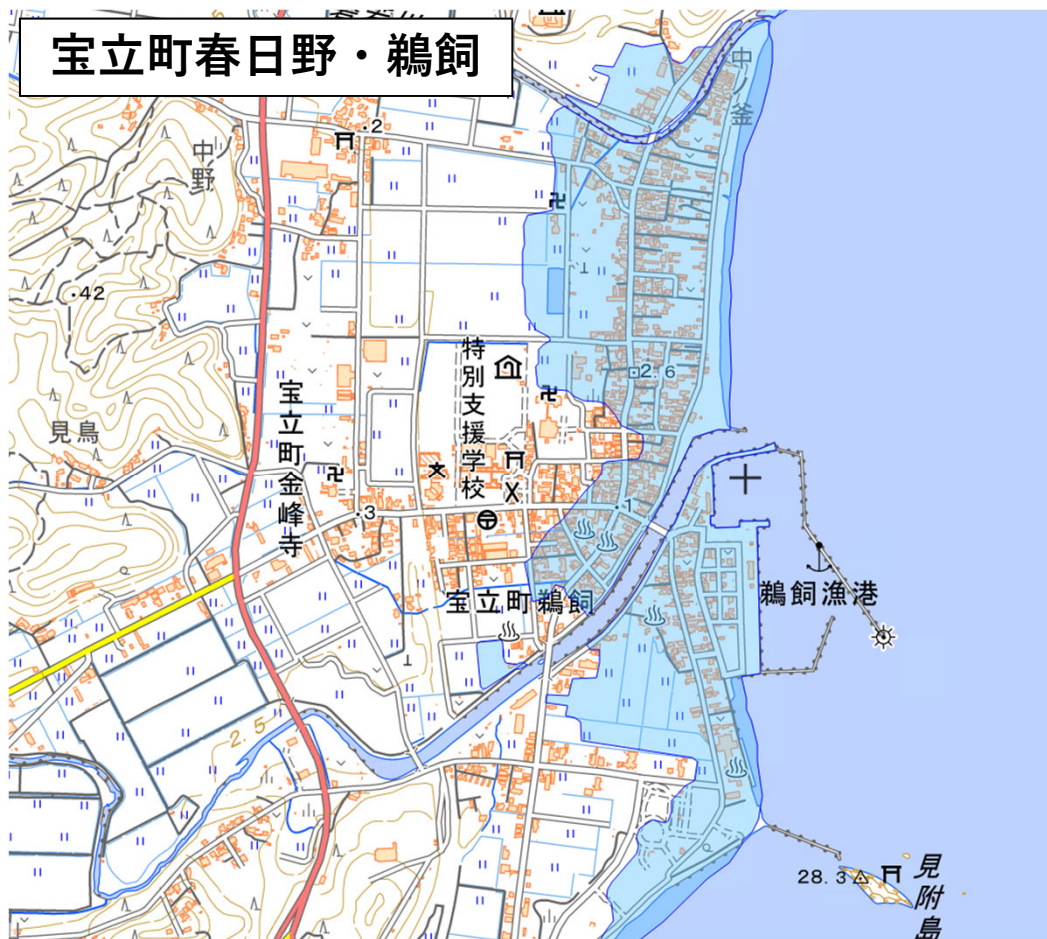 宝立町春日野・鵜飼
中ノ釜
2
中野
42
2.6
特別支援学校
宝立町金峰寺
見鳥
1
3
宝立町鵜飼
鵜飼漁港
2.5
28.3
見附島